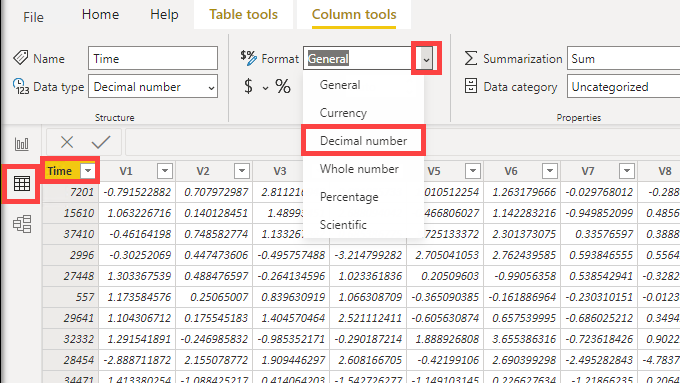 File Home Help Table tools Column tools
Name Time $% Format General Summarization Sum
Data type Decimal number $ % Data category Uncategorized
Structure Properties
General
Currency
Decimal number
Whole number
Percentage
Scientific
Time V1 V2 V3 V5 V6 V7 V8
7201 -0.791522882 0.707972987 2.8112 010512254 1.263179666 -0.029768012 -0.288
15610 1.063226716 0.140128451 1.4899 466806027 1.142283216 -0.949852099 0.4856
37410 -0.46164198 0.748582774 1.13326 725133372 2.301373075 0.33576597 0.3888
2996 -0.30252069 0.447473606 -0.495757488 -3.214799282 2.705041053 2.762439585 0.593846555 0.5564
27448 1.303367539 0.488476597 -0.264134596 1.023361836 0.20509603 -0.99056358 0.538542941 -0.3282
557 1.173584576 0.25065007 0.839630919 1.066308709 -0.365090385 -0.161886964 -0.230310151 -0.0123
29641 1.104306712 0.175545183 1.404570464 2.521112411 -0.605630874 0.657539995 -0.686025212 0.3494
32332 1.291541891 -0.246985832 -0.985352171 -0.290187214 1.888926808 3.655386316 -0.723618426 0.9022
28454 -2.888711872 2.155078772 1.909446297 2.608166705 -0.42199106 2.690399298 -2.495282843 -4.7837
34471 1.413380254 -1.088425217 0.414064203 -1.542726277 -1.149103145 0.226627634 -1.21866235 0.2065